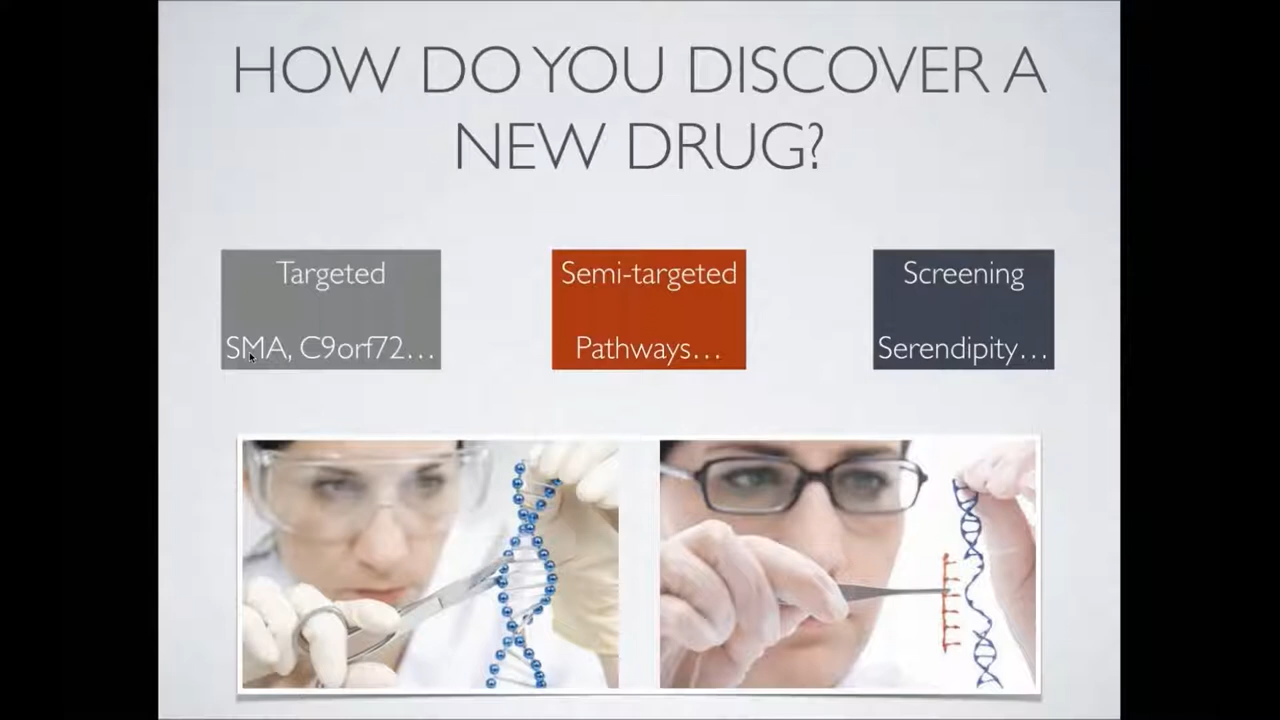 HOW DO YOU DISCOVER A
NEW DRUG?
Targeted
SMA, C9orf72...
Semi-targeted
Pathways...
Screening
Serendipity...